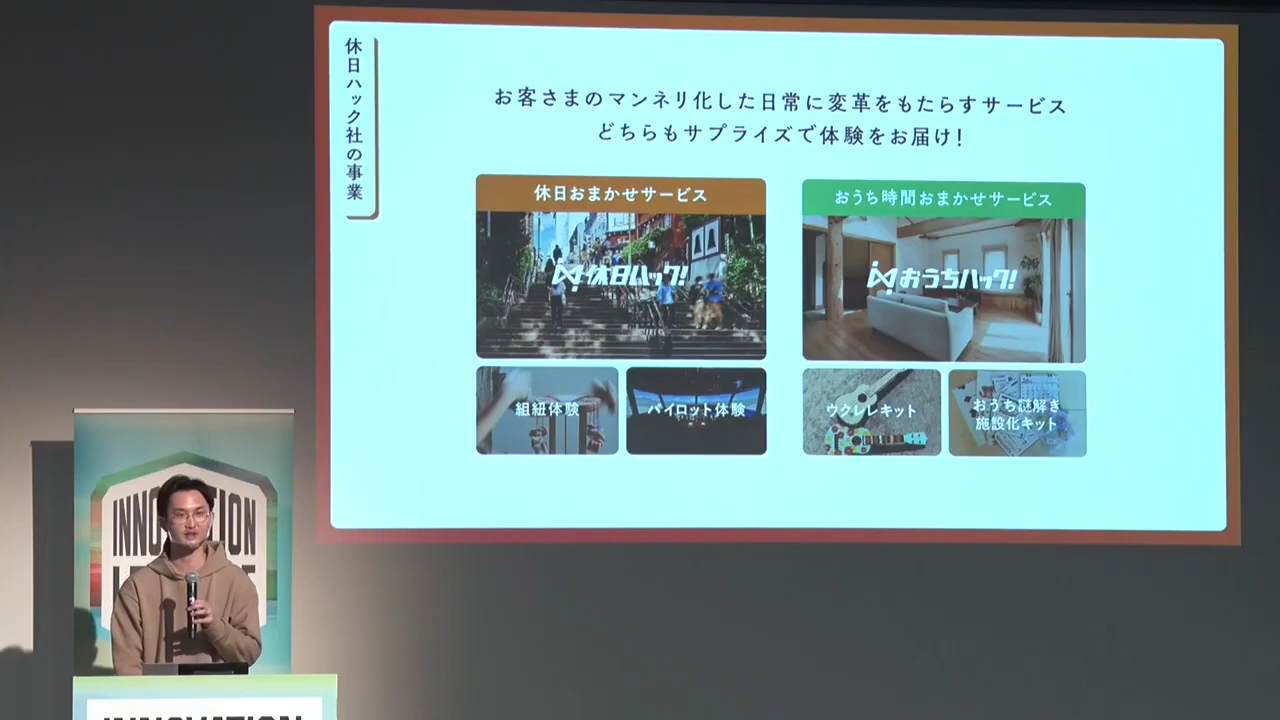 休日ハック社の事業
お客さまのマンネリ化した日常に変革をもたらすサービス
どちらもサプライズで体験をお届け!
休日おまかせサービス
休日ハック!
組紐体験
パイロット体験
おうち時間おまかせサービス
おうちハック!
ウクレレキット
おうち謎解き
施設化キット
INNOVATION